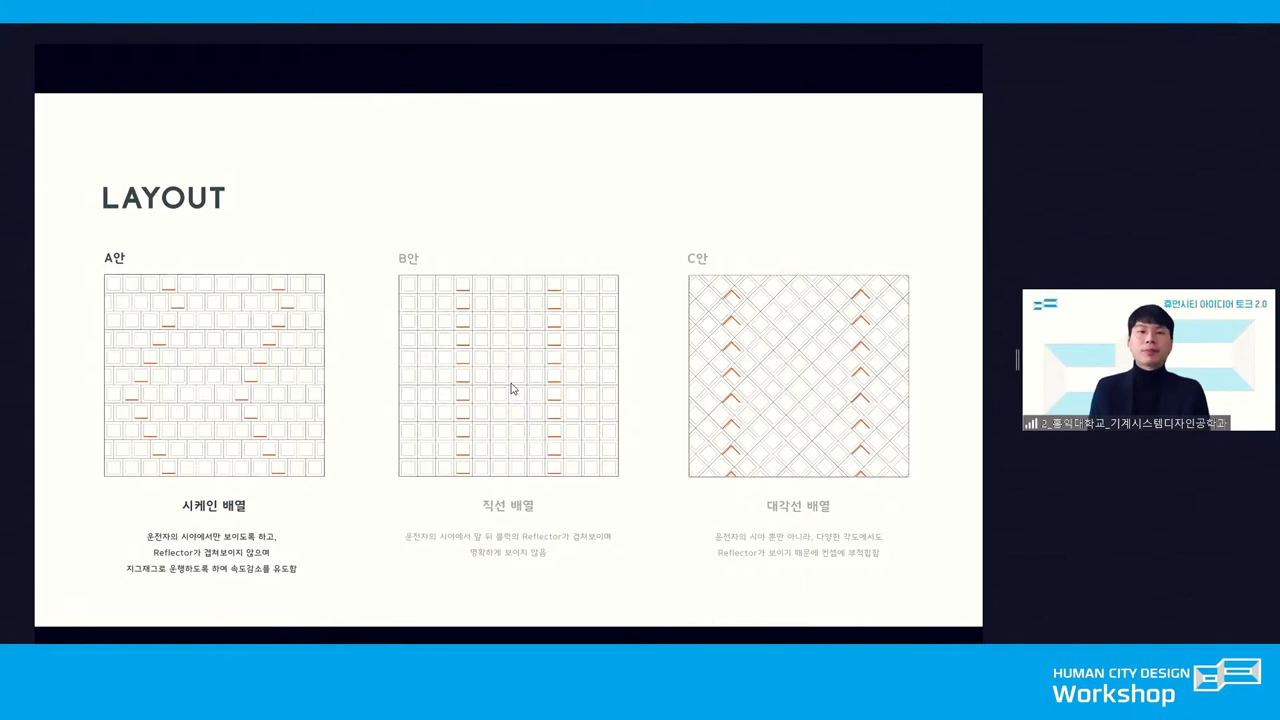 LAYOUT
A안
시케인 배열
운전자의 시야에서만 보이도록 하고,
Reflector가 겹쳐보이지 않으며
지그재그로 운행하도록 하여 속도감소를 유도함
B안
직선 배열
운전자의 시야에서 앞 뒤 블럭의 Reflector가 겹쳐보이며
명확하게 보이지 않음
C안
대각선 배열
운전자의 시야 뿐만 아니라, 다양한 각도에서도
Reflector가 보이기 때문에 컨셉에 부적합함
휴먼시티 아이디어 토크 2.0
2_홍익대학교_기계시스템디자인공학과
HUMAN CITY DESIGN
Workshop